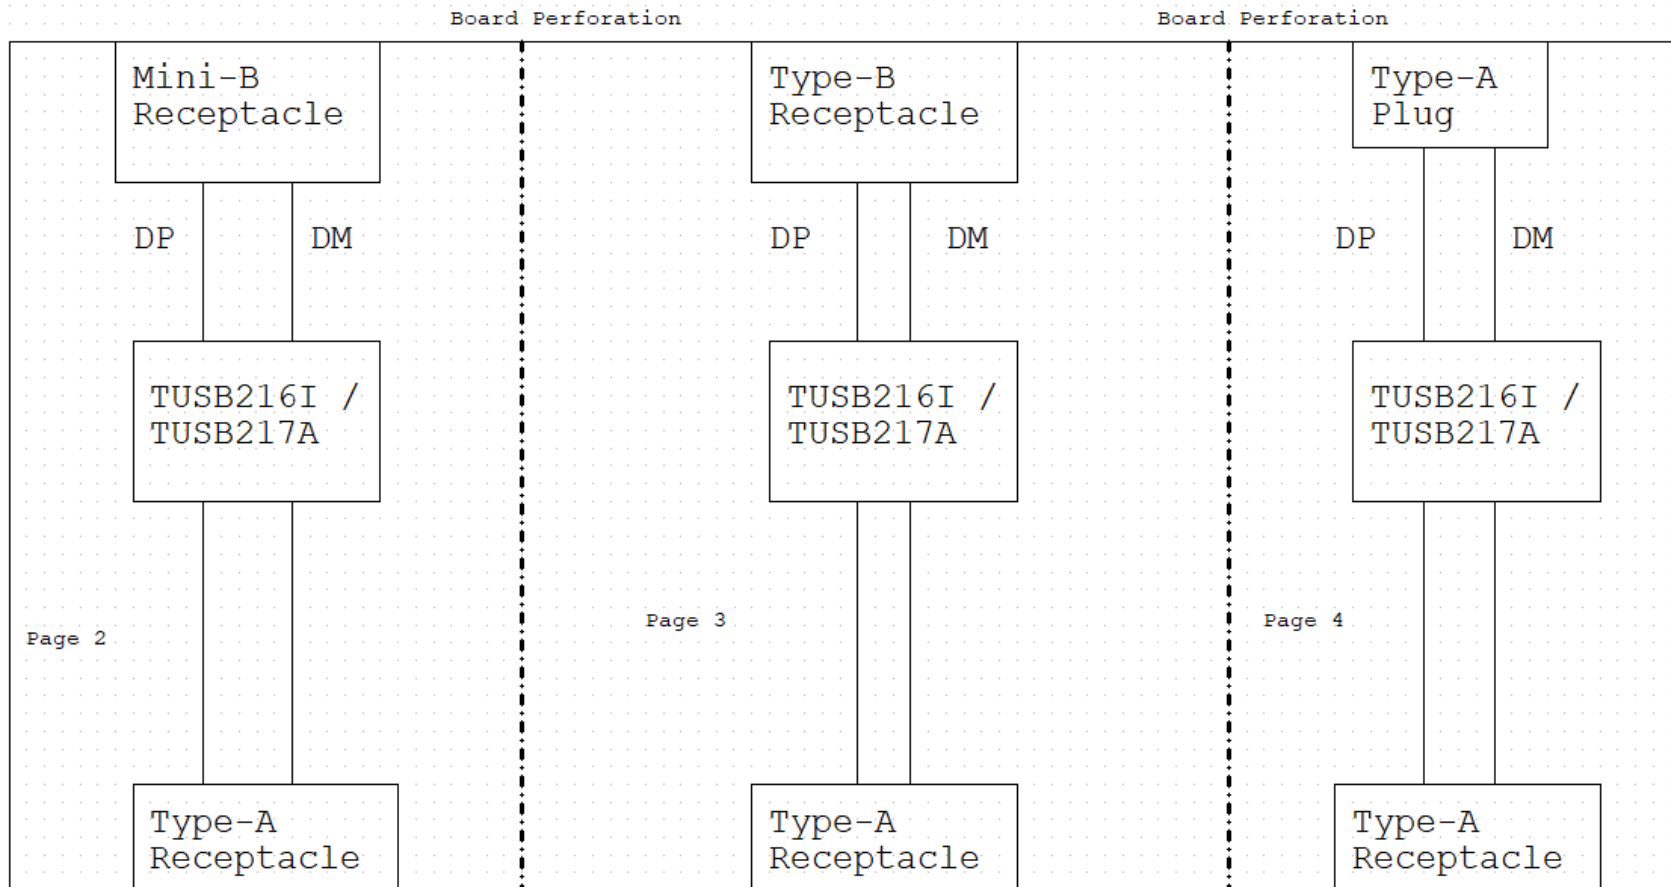 Board Perforation
Board Perforation
Mini-B
Receptacle
Type-B
Receptacle
Type-A
Plug
DP
DM
DP
DM
DP
DM
TUSB216I /
TUSB217A
TUSB216I /
TUSB217A
TUSB216I /
TUSB217A
Page 2
Page 3
Page 4
Type-A
Receptacle
Type-A
Receptacle
Type-A
Receptacle